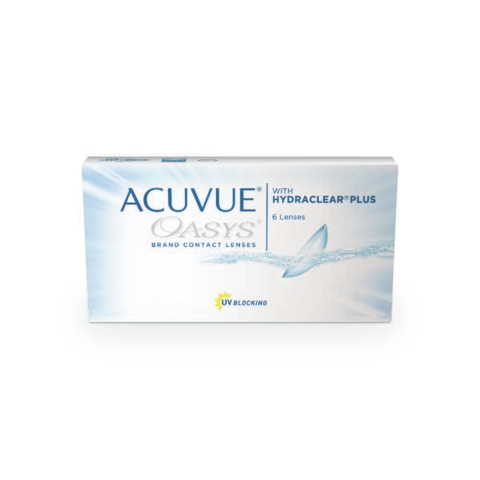 ACUVUE®
OASYS®
BRAND CONTACT LENSES
WITH
HYDRACLEAR® PLUS
6 Lenses
UV BLOCKING